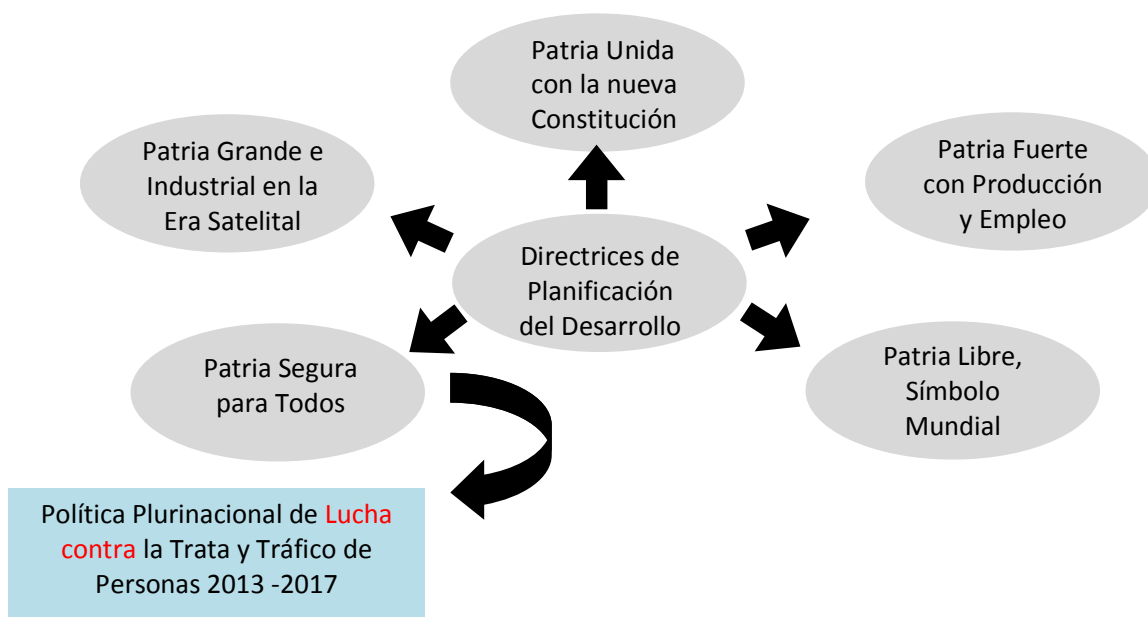 Patria Unida
con la nueva
Constitución
Patria Grande e
Industrial en la
Era Satelital
Patria Fuerte
con Producción
y Empleo
Directrices de
Planificación
del Desarrollo
Patria Segura
para Todos
Patria Libre,
Símbolo
Mundial
Política Plurinacional de Lucha
contra la Trata y Tráfico de
Personas 2013 -2017